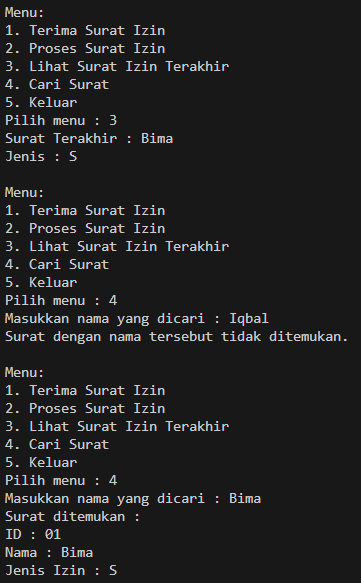 Menu:
1. Terima Surat Izin
2. Proses Surat Izin
3. Lihat Surat Izin Terakhir
4. Cari Surat
5. Keluar
Pilih menu : 3
Surat Terakhir : Bima
Jenis : S
Menu:
1. Terima Surat Izin
2. Proses Surat Izin
3. Lihat Surat Izin Terakhir
4. Cari Surat
5. Keluar
Pilih menu : 4
Masukkan nama yang dicari : Iqbal
Surat dengan nama tersebut tidak ditemukan.
Menu:
1. Terima Surat Izin
2. Proses Surat Izin
3. Lihat Surat Izin Terakhir
4. Cari Surat
5. Keluar
Pilih menu : 4
Masukkan nama yang dicari : Bima
Surat ditemukan :
ID : 01
Nama : Bima
Jenis Izin : S